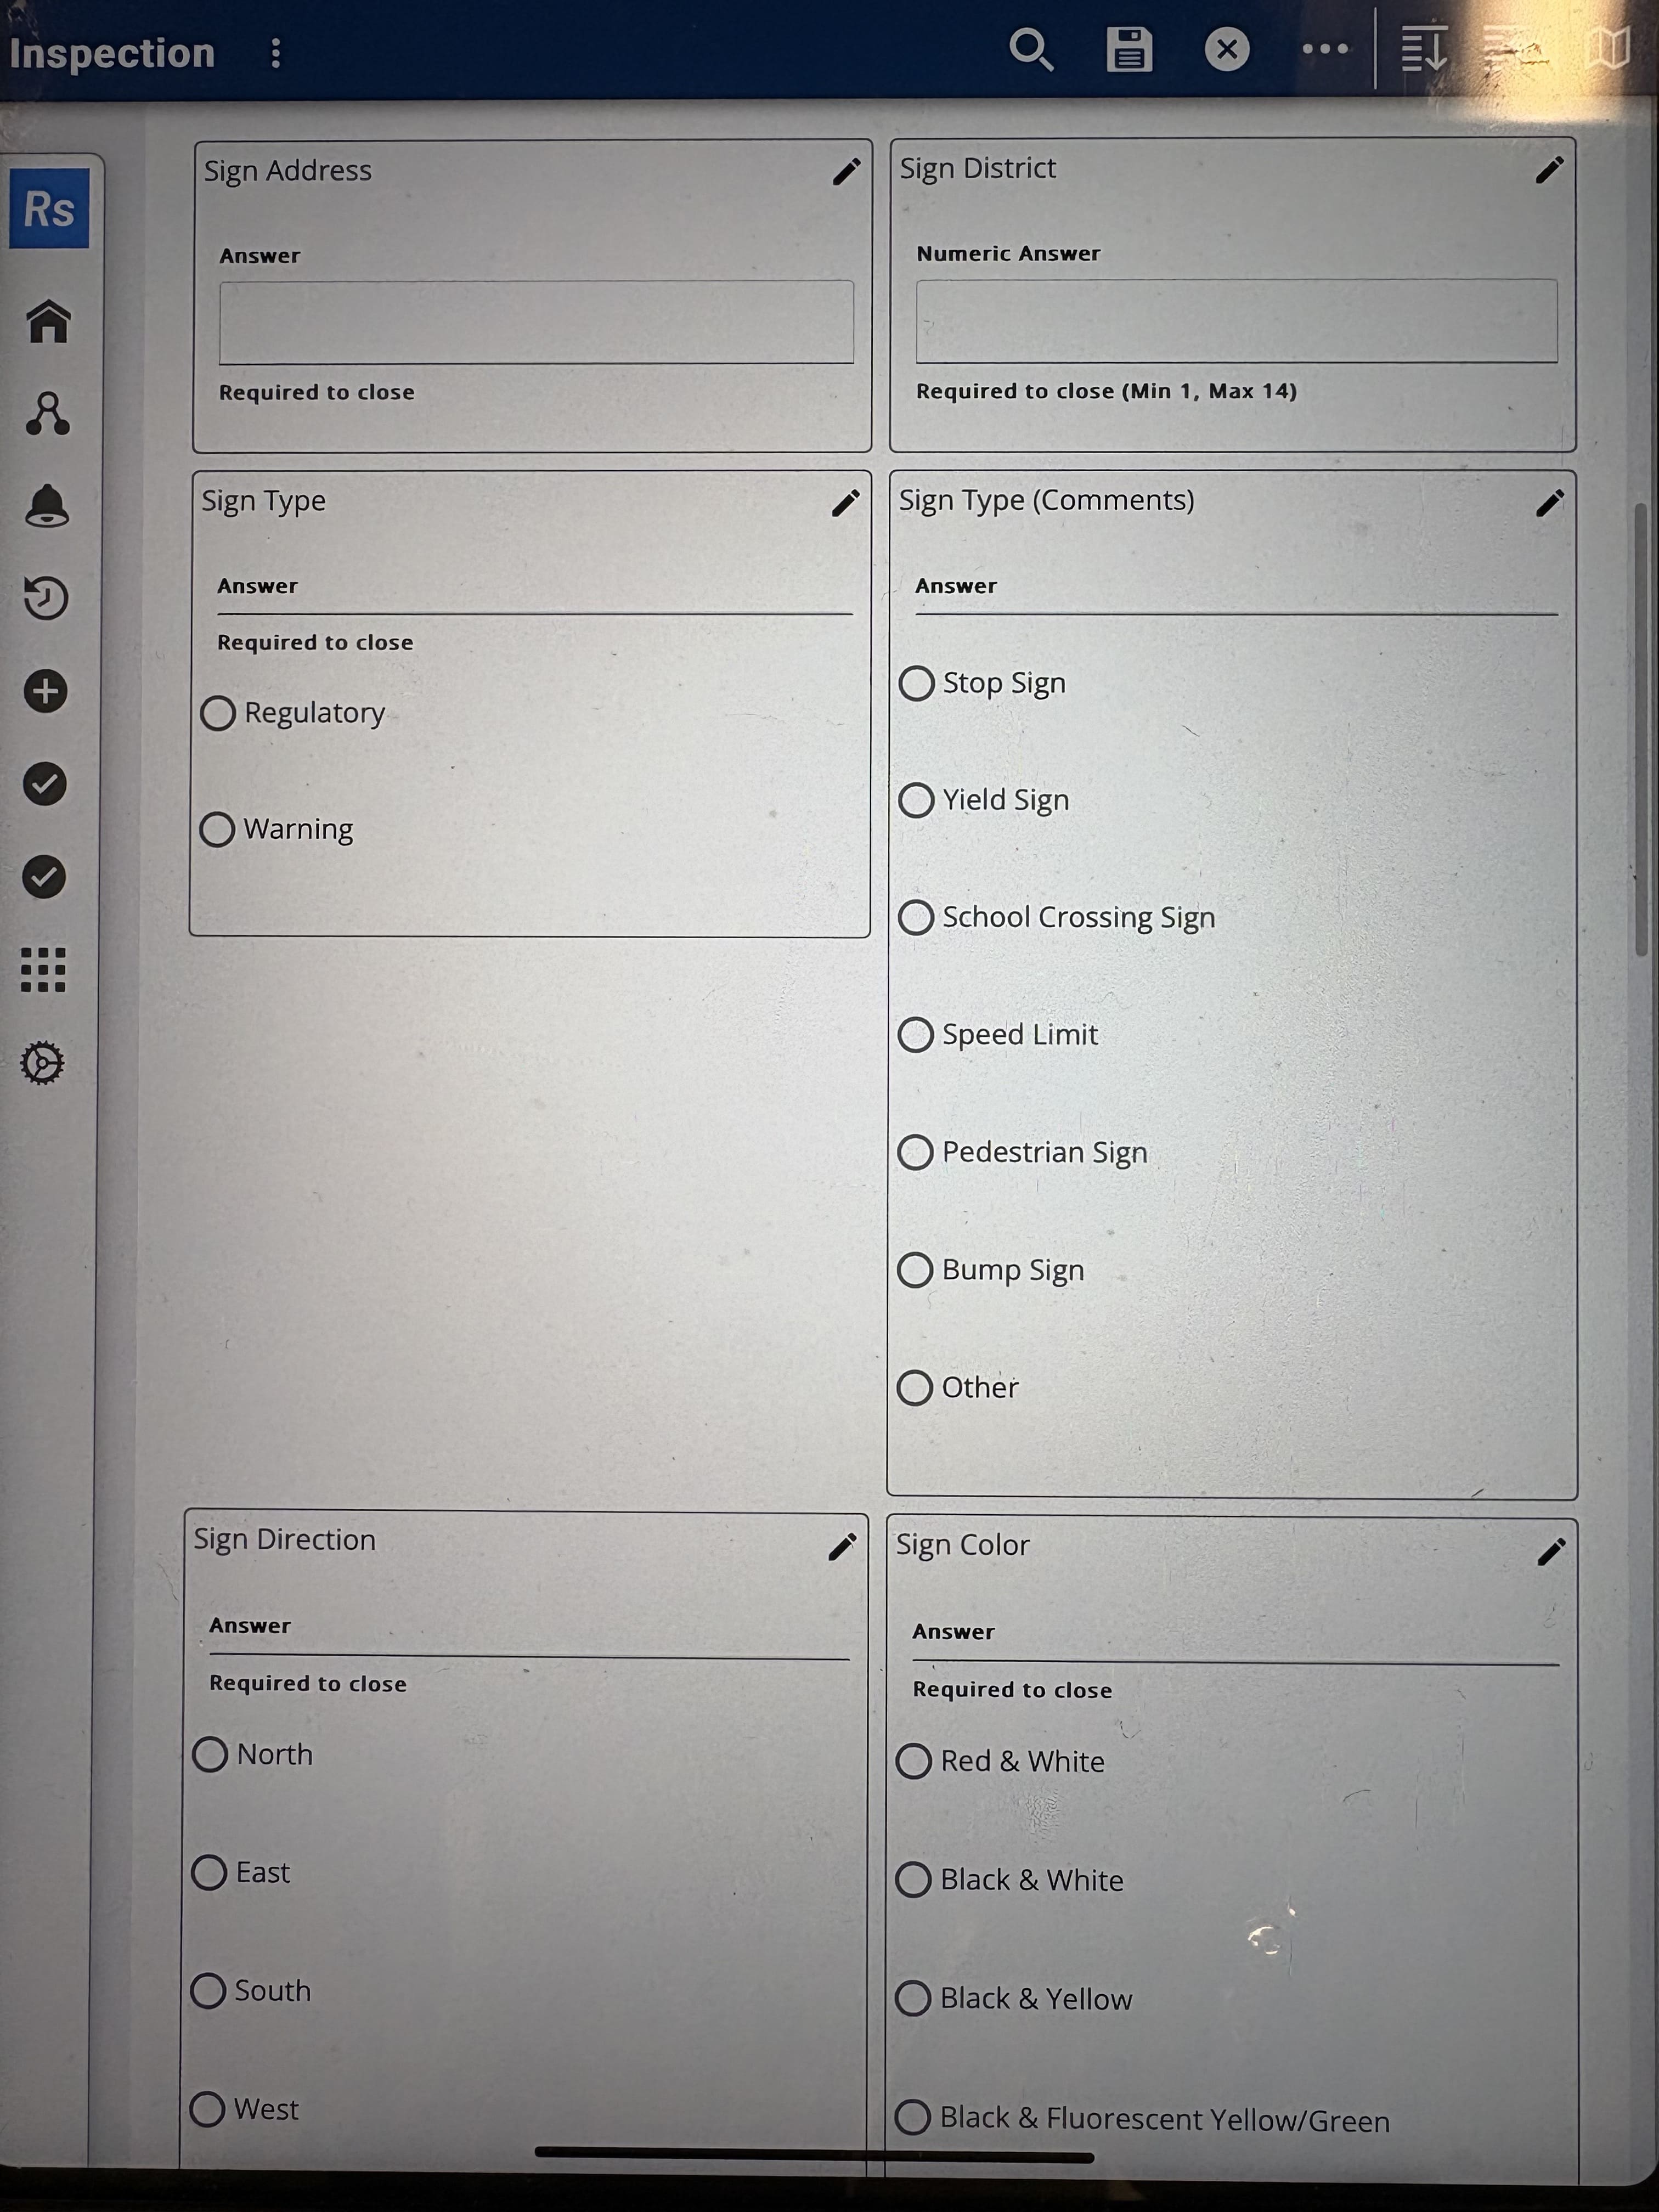 Inspection
Rs
Sign Address
Answer
Required to close
Sign District
Numeric Answer
Required to close (Min 1, Max 14)
Sign Type
Answer
Required to close
Regulatory
Warning
Sign Type (Comments)
Answer
Stop Sign
Yield Sign
School Crossing Sign
Speed Limit
Pedestrian Sign
Bump Sign
Other
Sign Direction
Answer
Required to close
North
East
South
West
Sign Color
Answer
Required to close
Red & White
Black & White
Black & Yellow
Black & Fluorescent Yellow/Green